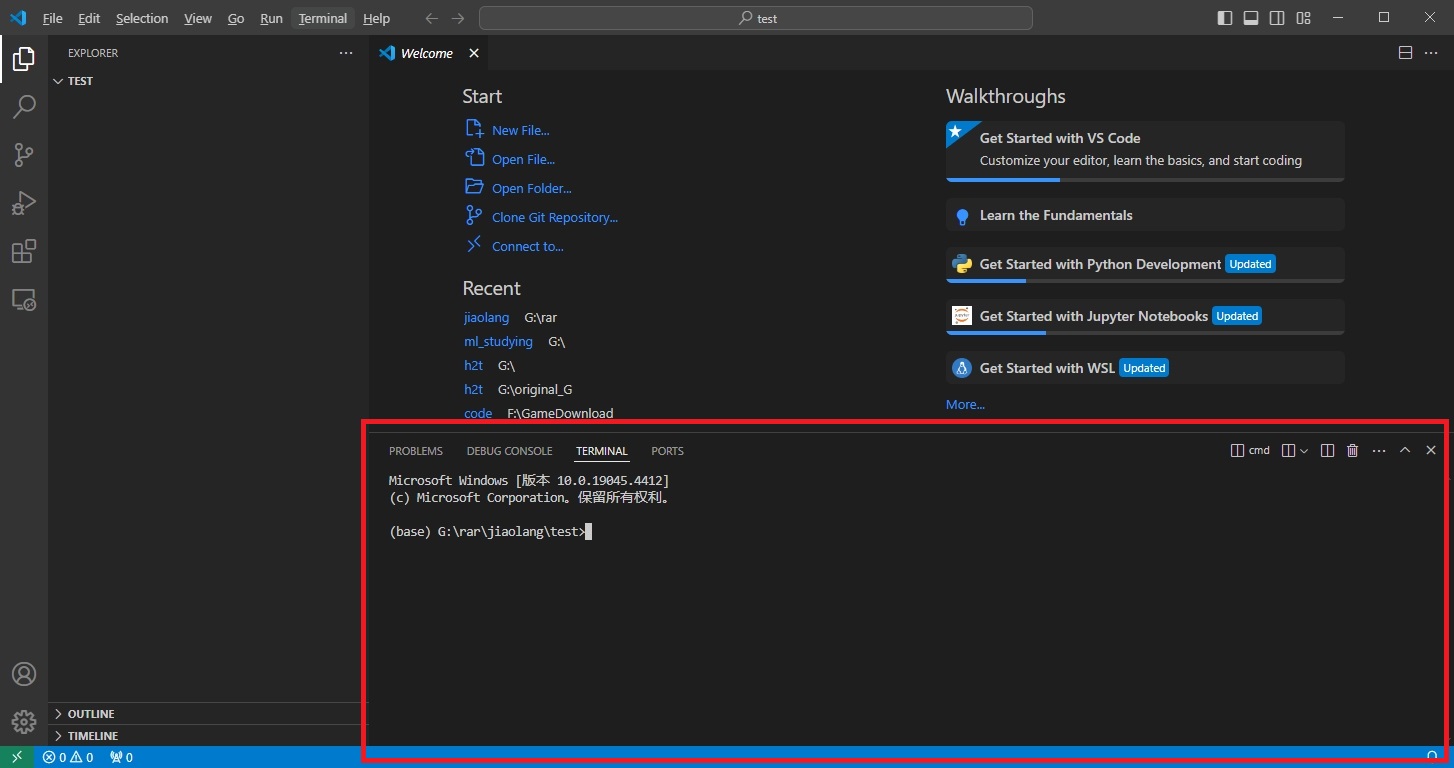 File Edit Selection View Go Run Terminal Help
test
EXPLORER
TEST
Welcome
Start
New File...
Open File...
Open Folder...
Clone Git Repository...
Connect to...
Recent
jiaolang G:\rar
ml_studying G:\
h2t G:\
h2t G:\original_G
code F:\GameDownload
Walkthroughs
Get Started with VS Code
Customize your editor, learn the basics, and start coding
Learn the Fundamentals
Get Started with Python Development Updated
Get Started with Jupyter Notebooks Updated
Get Started with WSL Updated
More...
PROBLEMS DEBUG CONSOLE TERMINAL PORTS
cmd
Microsoft Windows [版本 10.0.19045.4412]
(c) Microsoft Corporation。保留所有权利。
(base) G:\rar\jiaolang\test>
OUTLINE
TIMELINE
0 0 0